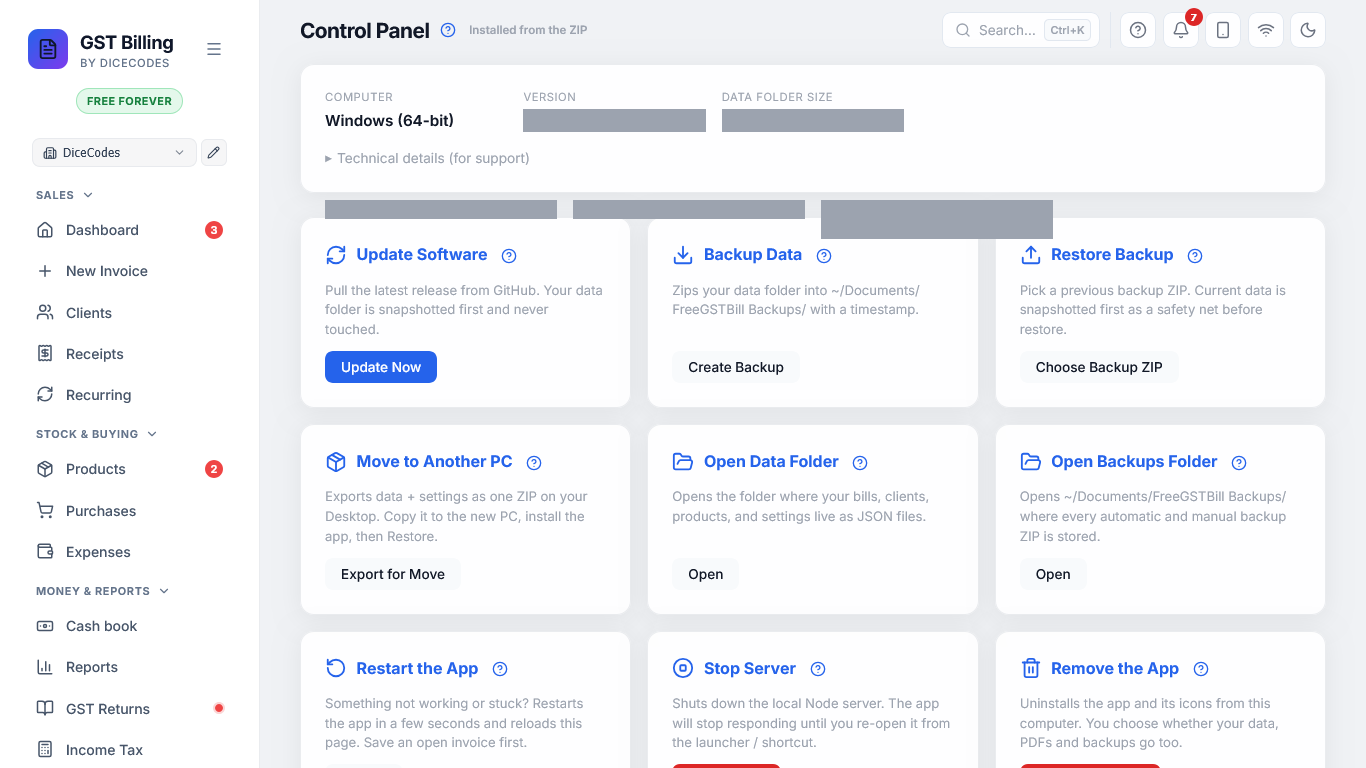 GST Billing
BY DICECODES
FREE FOREVER
DiceCodes
SALES
Dashboard 3
New Invoice
Clients
Receipts
Recurring
STOCK & BUYING
Products 2
Purchases
Expenses
MONEY & REPORTS
Cash book
Reports
GST Returns
Income Tax
Control Panel Installed from the ZIP
Search... Ctrl+K
7
COMPUTER
Windows (64-bit)
VERSION
DATA FOLDER SIZE
Technical details (for support)
Update Software
Pull the latest release from GitHub. Your data
folder is snapshotted first and never
touched.
Update Now
Backup Data
Zips your data folder into ~/Documents/
FreeGSTBill Backups/ with a timestamp.
Create Backup
Restore Backup
Pick a previous backup ZIP. Current data is
snapshotted first as a safety net before
restore.
Choose Backup ZIP
Move to Another PC
Exports data + settings as one ZIP on your
Desktop. Copy it to the new PC, install the
app, then Restore.
Export for Move
Open Data Folder
Opens the folder where your bills, clients,
products, and settings live as JSON files.
Open
Open Backups Folder
Opens ~/Documents/FreeGSTBill Backups/
where every automatic and manual backup
ZIP is stored.
Open
Restart the App
Something not working or stuck? Restarts
the app in a few seconds and reloads this
page. Save an open invoice first.
Stop Server
Shuts down the local Node server. The app
will stop responding until you re-open it from
the launcher / shortcut.
Remove the App
Uninstalls the app and its icons from this
computer. You choose whether your data,
PDFs and backups go too.